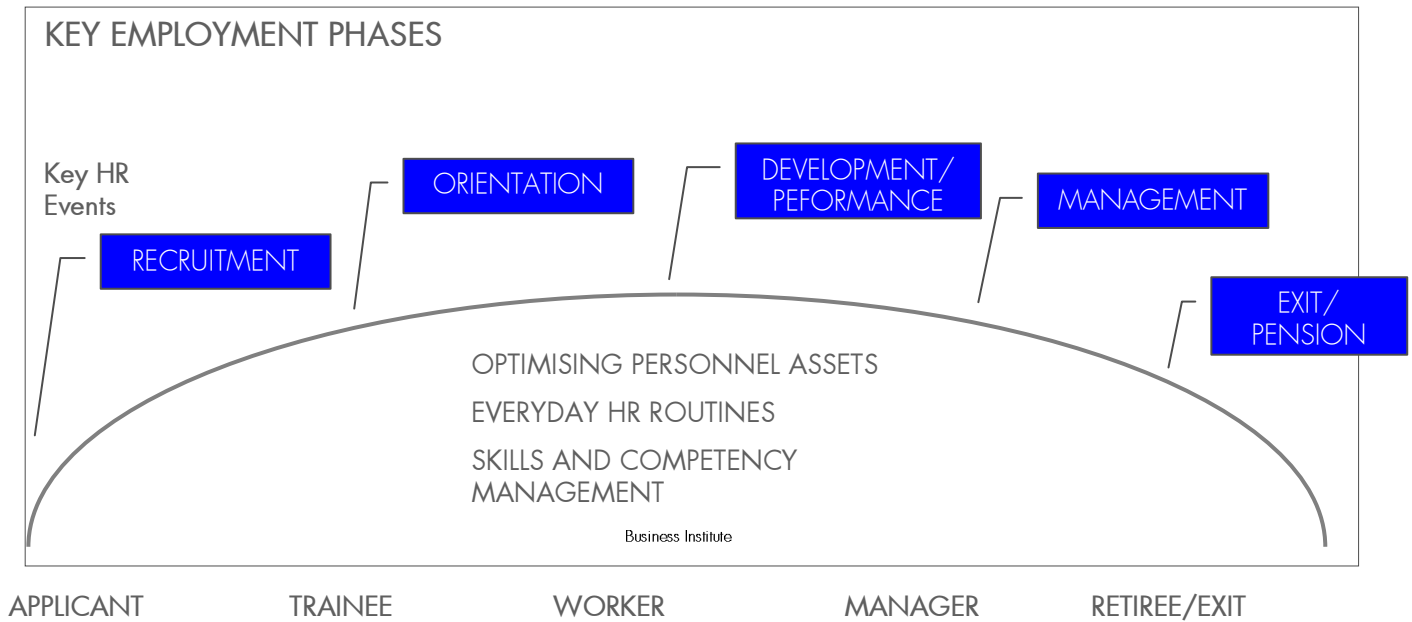 KEY EMPLOYMENT PHASES
Key HR
Events
RECRUITMENT
ORIENTATION
DEVELOPMENT/
PEFORMANCE
MANAGEMENT
EXIT/
PENSION
OPTIMISING PERSONNEL ASSETS
EVERYDAY HR ROUTINES
SKILLS AND COMPETENCY
MANAGEMENT
Business Institute
APPLICANT
TRAINEE
WORKER
MANAGER
RETIREE/EXIT